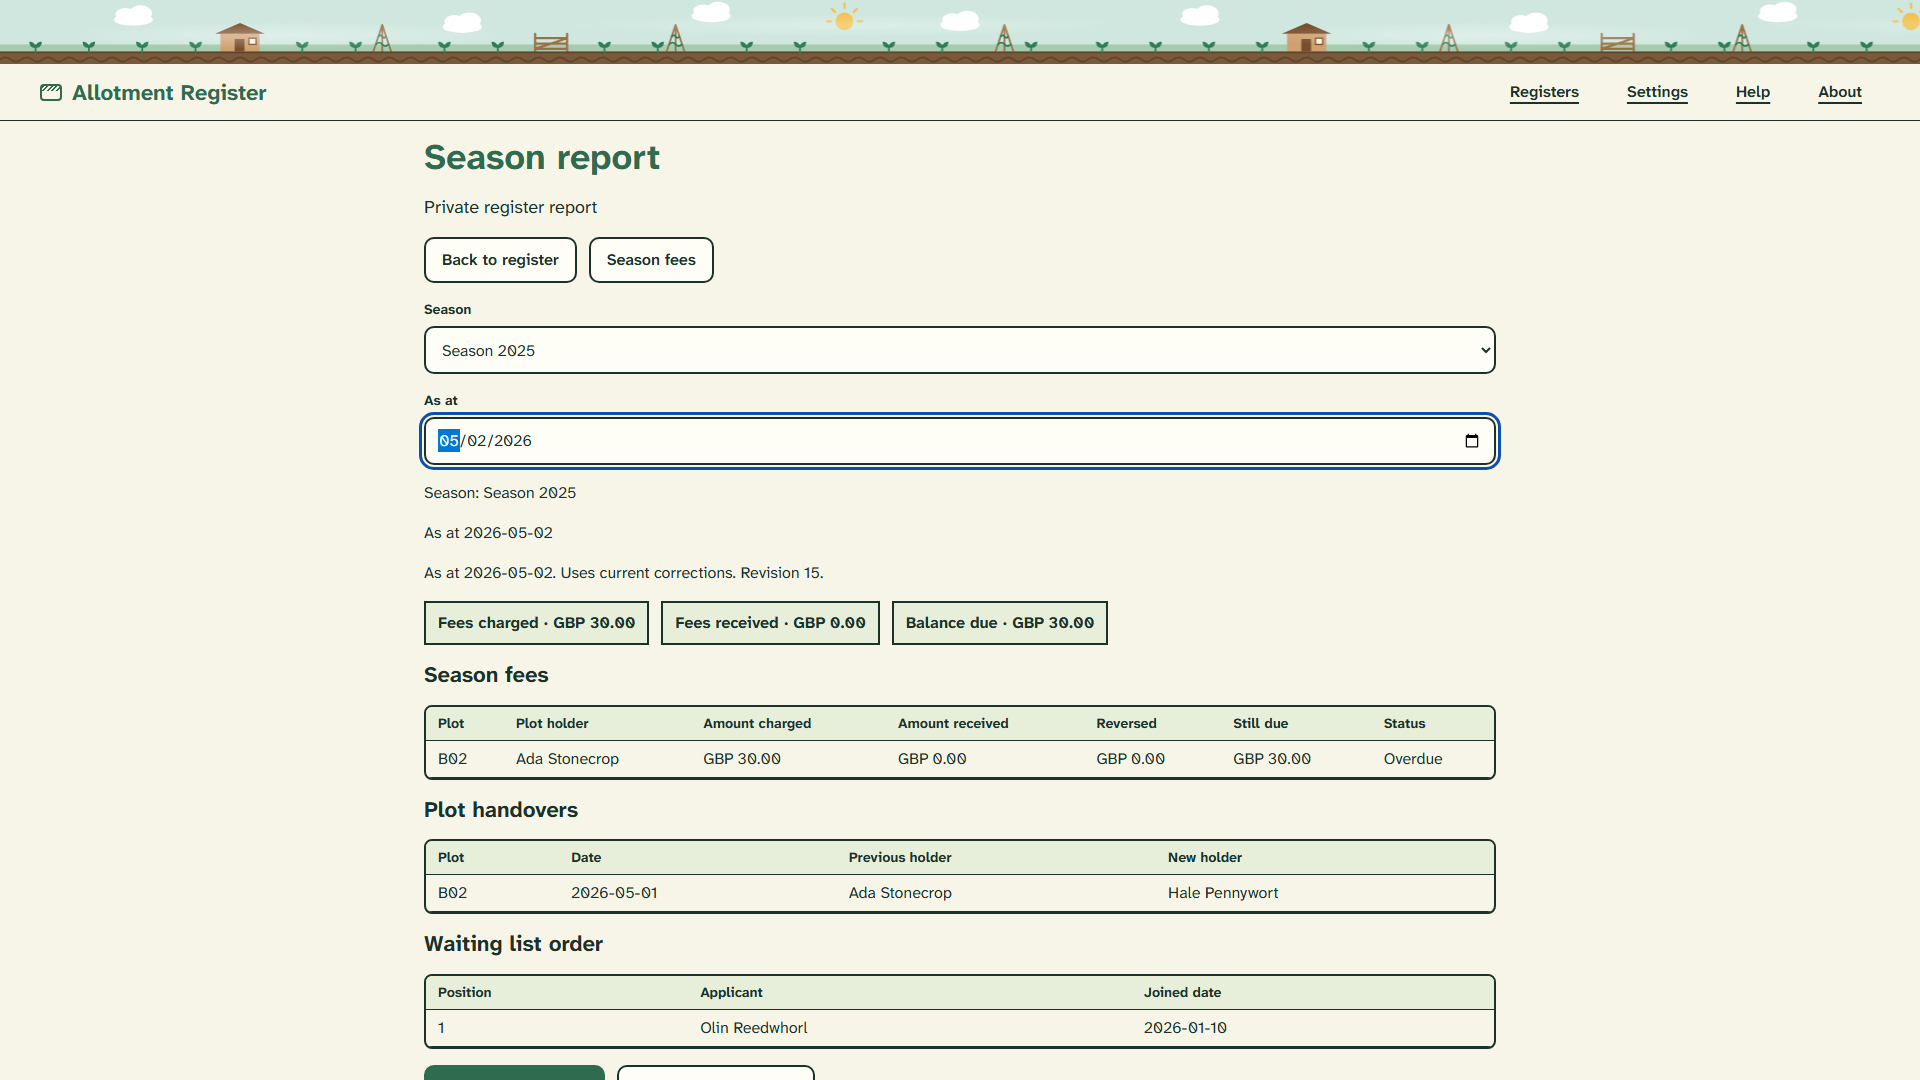 Allotment Register
Registers
Settings
Help
About
Season report
Private register report
Back to register
Season fees
Season
Season 2025
As at
05/02/2026
Season: Season 2025
As at 2026-05-02
As at 2026-05-02. Uses current corrections. Revision 15.
Fees charged · GBP 30.00
Fees received · GBP 0.00
Balance due · GBP 30.00
Season fees
Plot Plot holder Amount charged Amount received Reversed Still due Status
B02 Ada Stonecrop GBP 30.00 GBP 0.00 GBP 0.00 GBP 30.00 Overdue
Plot handovers
Plot Date Previous holder New holder
B02 2026-05-01 Ada Stonecrop Hale Pennywort
Waiting list order
Position Applicant Joined date
1 Olin Reedwhorl 2026-01-10